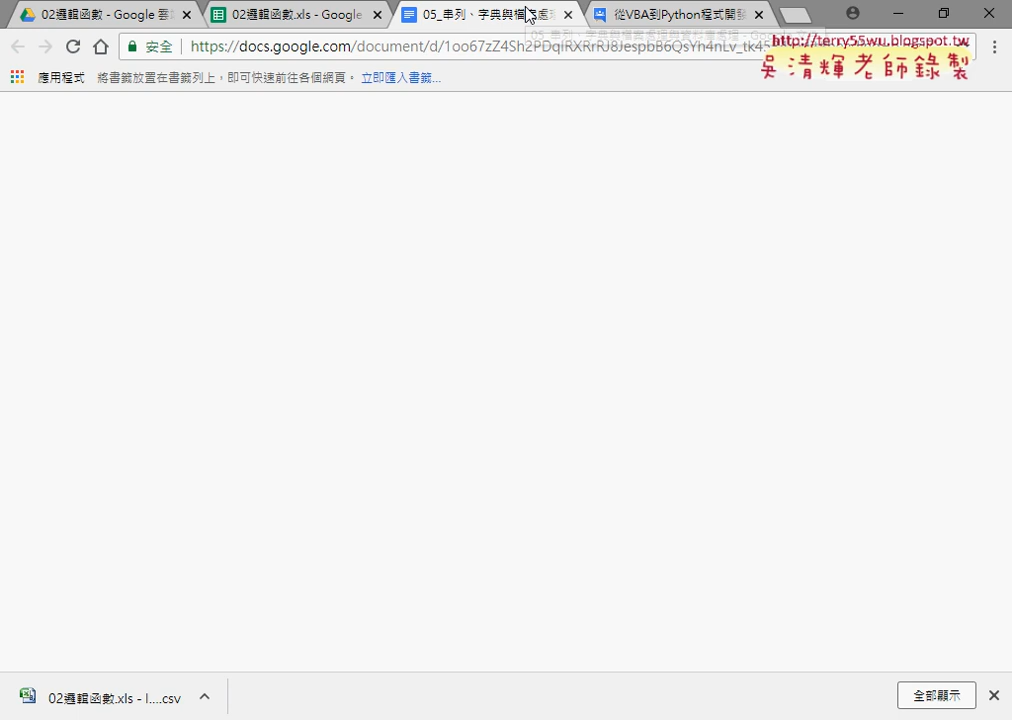 02邏輯函數 - Google 雲
02邏輯函數.xls - Google
05_串列、字典與檔案處
從VBA到Python程式開發
安全
https://docs.google.com/document/d/1oo67zZ4Sh2PDqiRXRrRJ8JespbB6QsYh4nLv_tk45
http://terry55wu.blogspot.tw
吳清輝老師錄製
應用程式
將書籤放置在書籤列上,即可快速前往各個網頁。
立即匯入書籤...
02邏輯函數.xls - l....csv
全部顯示